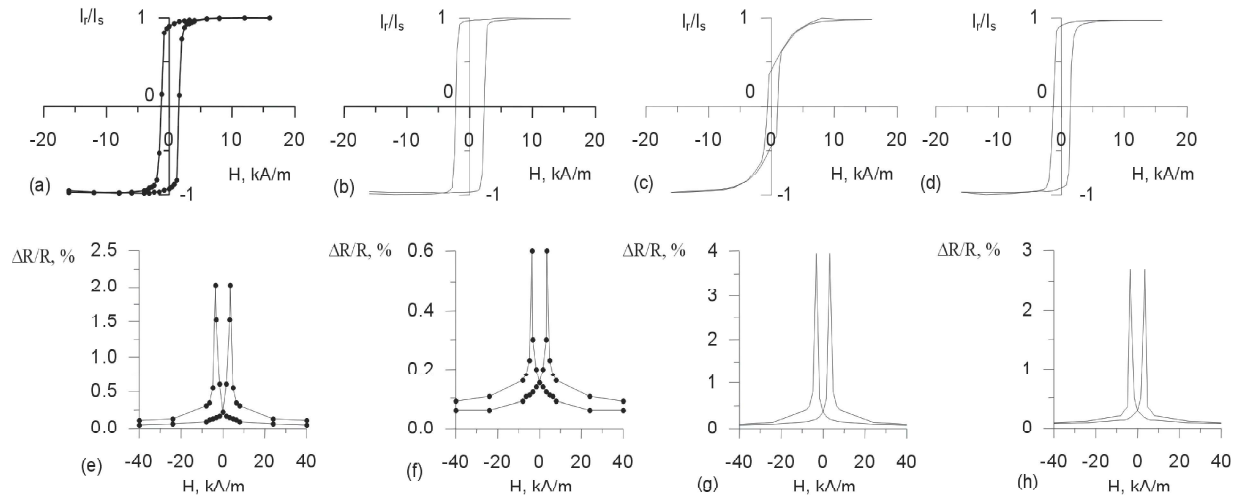 I_r/I_s 1 I_r/I_s 1 I_r/I_s 1 I_r/I_s 1
0 0 0 0
-20 -10 0 10 20 -20 -10 0 10 20 -20 -10 0 10 20 -20 -10 0 10 20
(a) -1 H, kA/m (b) -1 H, kA/m (c) -1 H, kA/m (d) -1 H, kA/m
ΔR/R, % 2.5 ΔR/R, % 0.6 ΔR/R, % 4 ΔR/R, % 3
2.0 3
1.5 0.4 2
1.0 0.2 2 1
0.5 1
0.0 0.0 0 0
-40 -20 0 20 40 -40 -20 0 20 40 -40 -20 0 20 40 -40 -20 0 20 40
(e) H, kA/m (f) H, kA/m (g) H, kA/m (h) H, kA/m